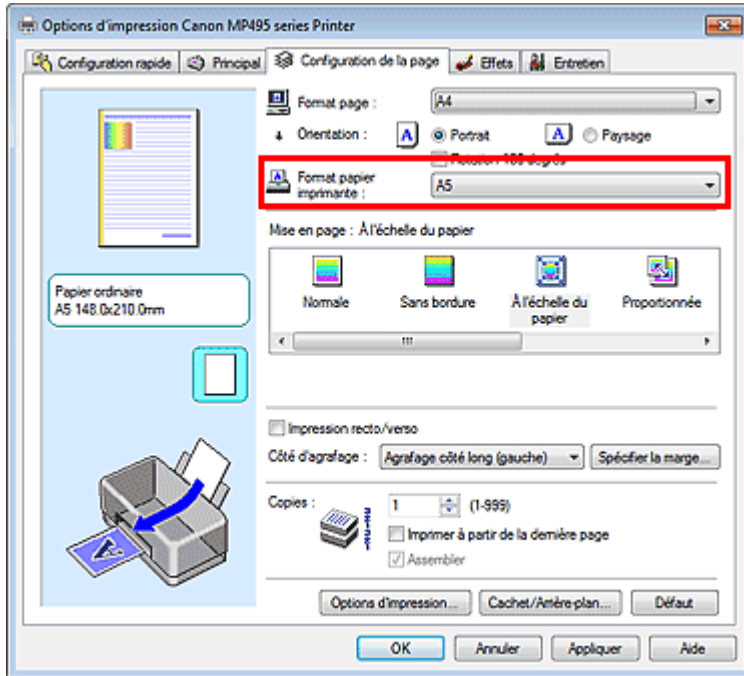 Options d'impression Canon MP495 series Printer
Configuration rapide Principal Configuration de la page Effets Entretien
Format page : A4
Orientation : A Portrait A Paysage
Rotation 180 degrés
Format papier
imprimante : A5
Mise en page : À l'échelle du papier
Normale Sans bordure À l'échelle du
papier Proportionnée
Papier ordinaire
A5 148.0x210.0mm
Impression recto/verso
Côté d'agrafage : Agrafage côté long (gauche) Spécifier la marge...
Copies : 1 (1-999)
Imprimer à partir de la dernière page
Assembler
Options d'impression... Cachet/Arrière-plan... Défaut
OK Annuler Appliquer Aide